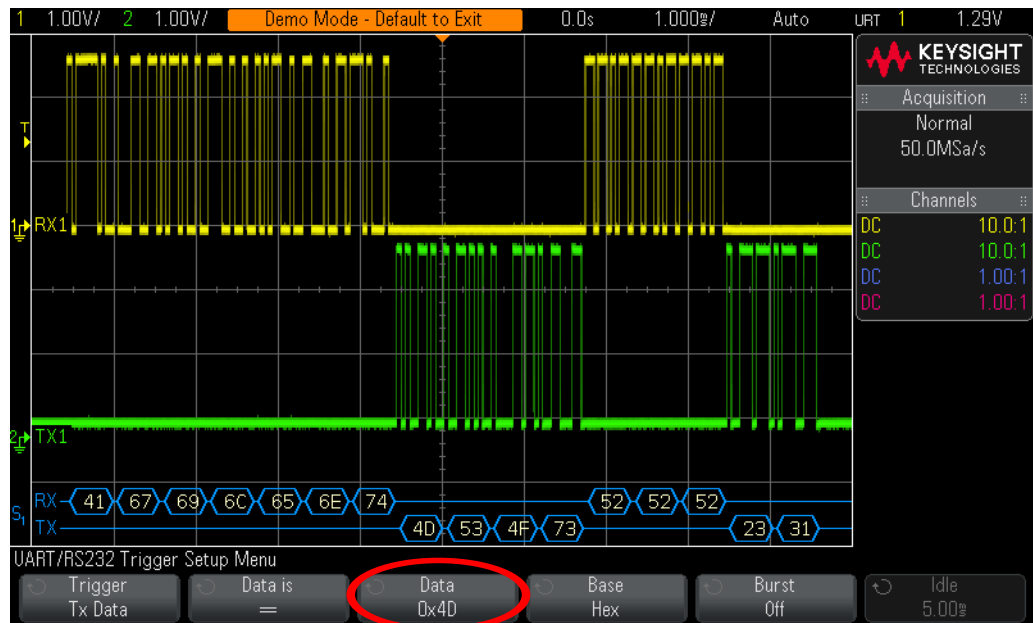 1 1.00V/ 2 1.00V/ Demo Mode - Default to Exit 0.0s 1.000ms/ Auto URT 1 1.29V
KEYSIGHT
TECHNOLOGIES
Acquisition
Normal
50.0MSa/s
Channels
DC 10.0:1
DC 10.0:1
DC 1.00:1
DC 1.00:1
T
1 RX1
2 TX1
S1
RX 41 67 69 6C 65 6E 74 52 52 52
TX 4D 53 4F 73 23 31
UART/RS232 Trigger Setup Menu
Trigger Data is Data Base Burst Idle
Tx Data = 0x4D Hex Off 5.00ms